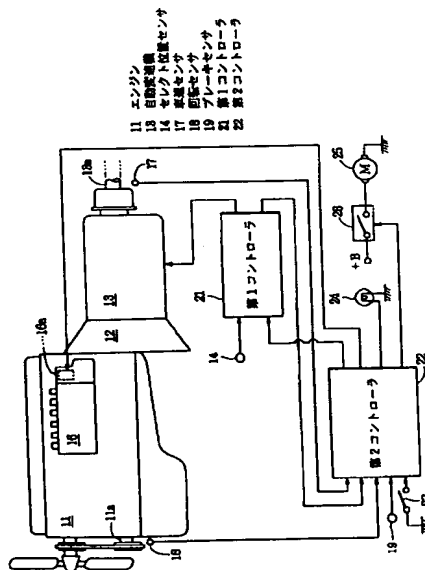 11 エンジン
13 自動変速機
14 セレクト位置センサ
17 車速センサ
18 回転センサ
19 ブレーキセンサ
21 第1コントローラ
22 第2コントローラ
13a
17
13
12
16a
16
11
11a
18
21
第1コントローラ
14
25
M
+B
24
22
第2コントローラ
19